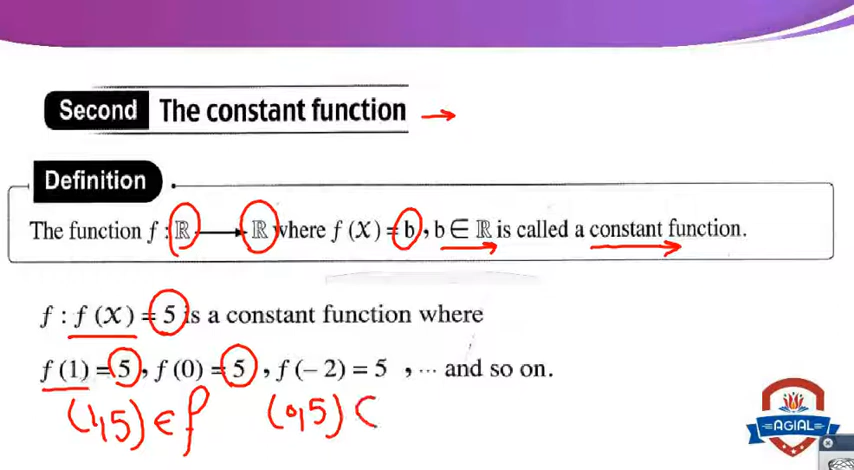 Second The constant function
Definition
The function f : ℝ ⟶ ℝ where f (X) = b , b ∈ ℝ is called a constant function.
f : f (X) = 5 is a constant function where
f (1) = 5 , f (0) = 5 , f (– 2) = 5 , ··· and so on.
(1,5) ∈ f (0,5) ∈
AGIAL